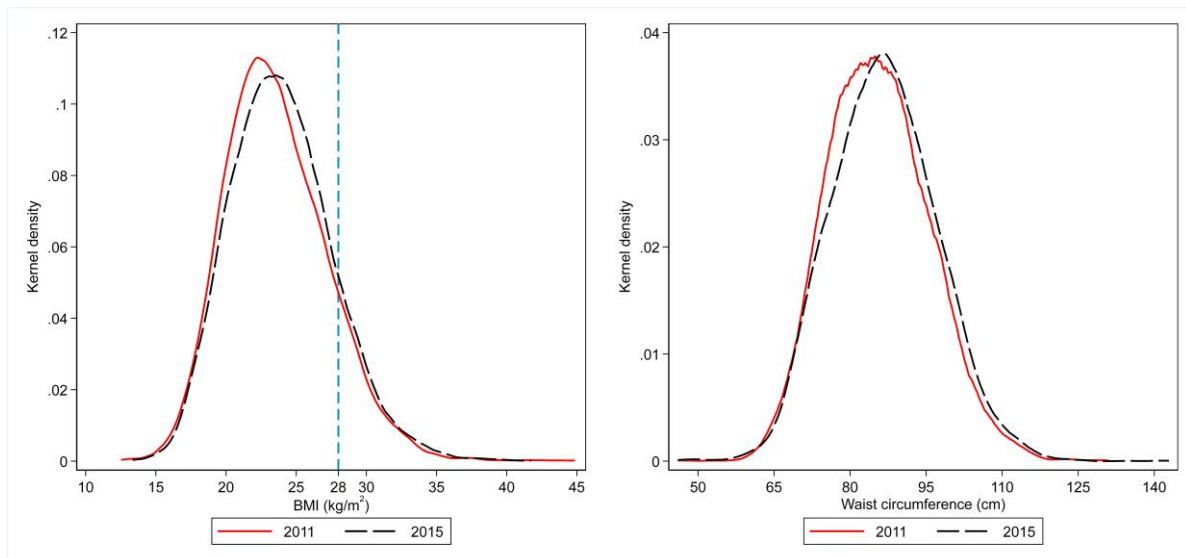 .12
.1
.08
.06
.04
.02
0
Kernel density
10 15 20 25 28 30 35 40 45
BMI (kg/m²)
2011 2015
.04
.03
.02
.01
0
Kernel density
50 65 80 95 110 125 140
Waist circumference (cm)
2011 2015